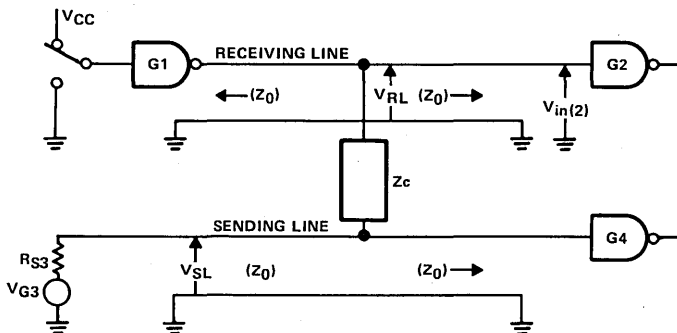 VCC
G1
RECEIVING LINE
G2
(Z0)
VRL
(Z0)
Vin(2)
Zc
SENDING LINE
G4
RS3
VSL
(Z0)
(Z0)
VG3